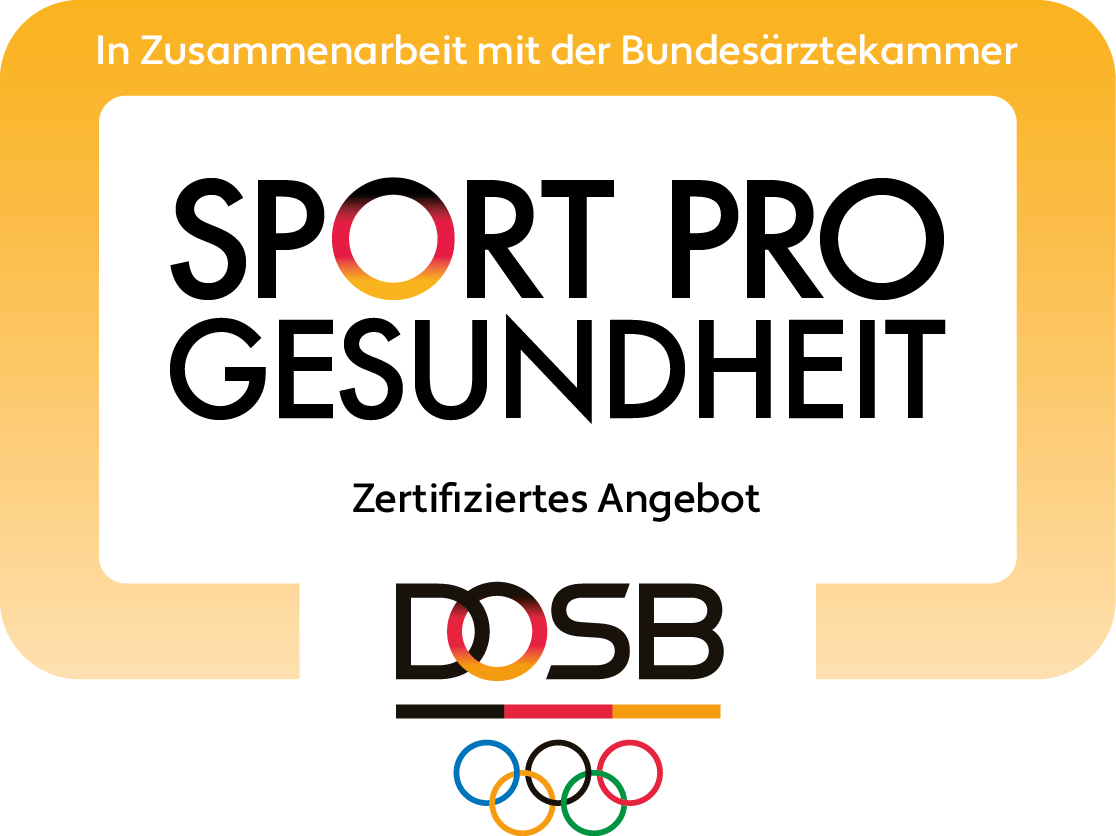 In Zusammenarbeit mit der Bundesärztekammer
SPORT PRO
GESUNDHEIT
Zertifiziertes Angebot
DOSB